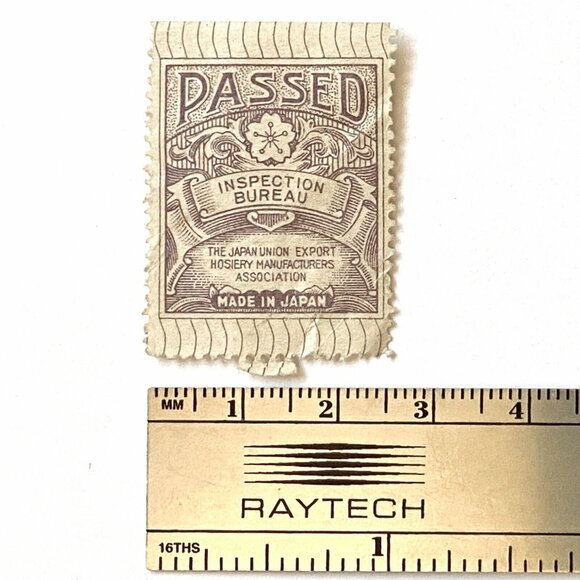 PASSED
INSPECTION
BUREAU
THE JAPAN UNION EXPORT
HOSIERY MANUFACTURERS
ASSOCIATION
MADE IN JAPAN
MM 1 2 3 4
RAYTECH
16THS 1